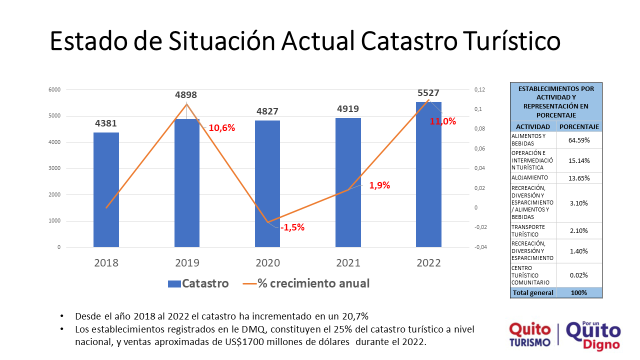 Estado de Situación Actual Catastro Turístico
6000
5000
4000
3000
2000
1000
0
4381
4898
4827
4919
5527
10,6%
-1,5%
1,9%
11,0%
0,12
0,1
0,08
0,06
0,04
0,02
0
-0,02
-0,04
2018
2019
2020
2021
2022
Catastro
% crecimiento anual
ESTABLECIMIENTOS POR
ACTIVIDAD Y
REPRESENTACIÓN EN
PORCENTAJE
ACTIVIDAD PORCENTAJE
ALIMENTOS Y
BEBIDAS
64.59%
OPERACIÓN E
INTERMEDIACIÓ
N TURÍSTICA
15.14%
ALOJAMIENTO 13.65%
RECREACIÓN,
DIVERSIÓN Y
ESPARCIMIENTO
/ ALIMENTOS Y
BEBIDAS
3.10%
TRANSPORTE
TURÍSTICO
2.10%
RECREACIÓN,
DIVERSIÓN Y
ESPARCIMIENTO
1.40%
CENTRO
TURÍSTICO
COMUNITARIO
0.02%
Total general 100%
• Desde el año 2018 al 2022 el catastro ha incrementado en un 20,7%
• Los establecimientos registrados en le DMQ, constituyen el 25% del catastro turístico a nivel
nacional, y ventas aproximadas de US$1700 millones de dólares durante el 2022.
Quito
TURISMO
Por un
Quito
Digno